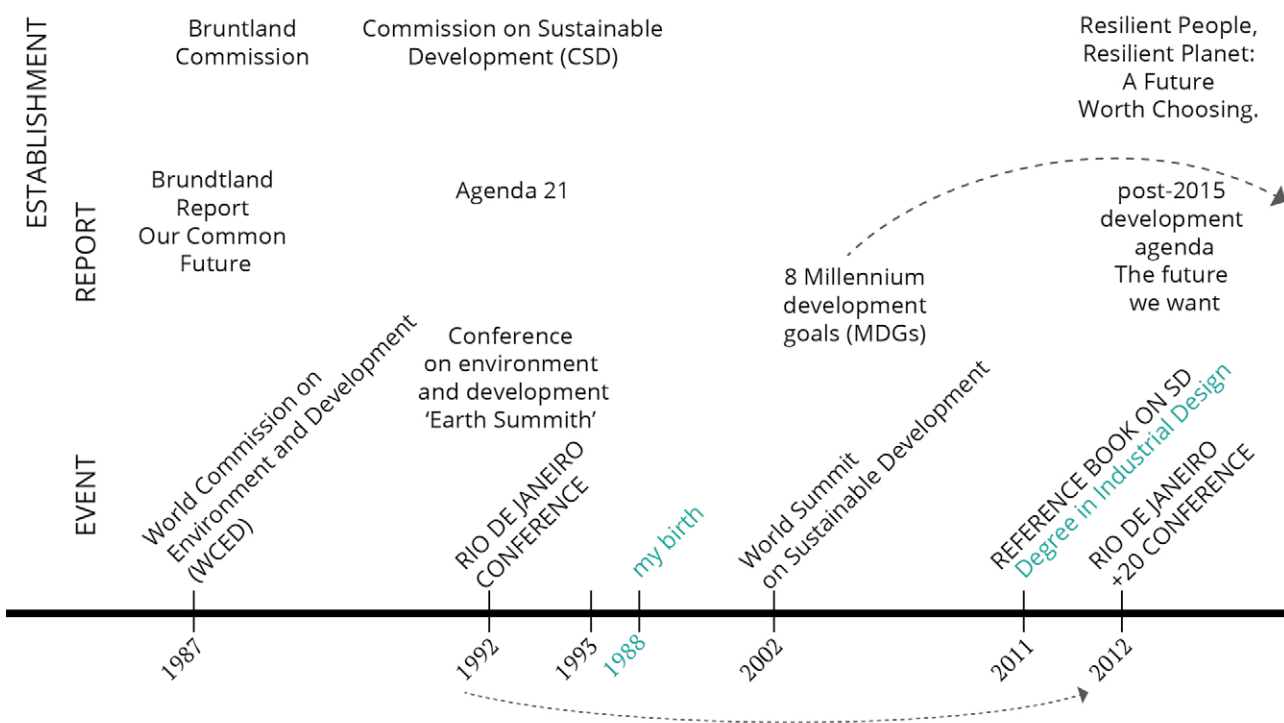 ESTABLISHMENT
Bruntland
Commission
Commission on Sustainable
Development (CSD)
Resilient People,
Resilient Planet:
A Future
Worth Choosing.
REPORT
Brundtland
Report
Our Common
Future
Agenda 21
8 Millennium
development
goals (MDGs)
post-2015
development
agenda
The future
we want
EVENT
World Commission on
Environment and Development
(WCED)
Conference
on environment
and development
‘Earth Summith’
RIO DE JANEIRO
CONFERENCE
my birth
World Summit
on Sustainable Development
REFERENCE BOOK ON SD
Degree in Industrial Design
RIO DE JANEIRO
+20 CONFERENCE
1987
1992
1993
1988
2002
2011
2012